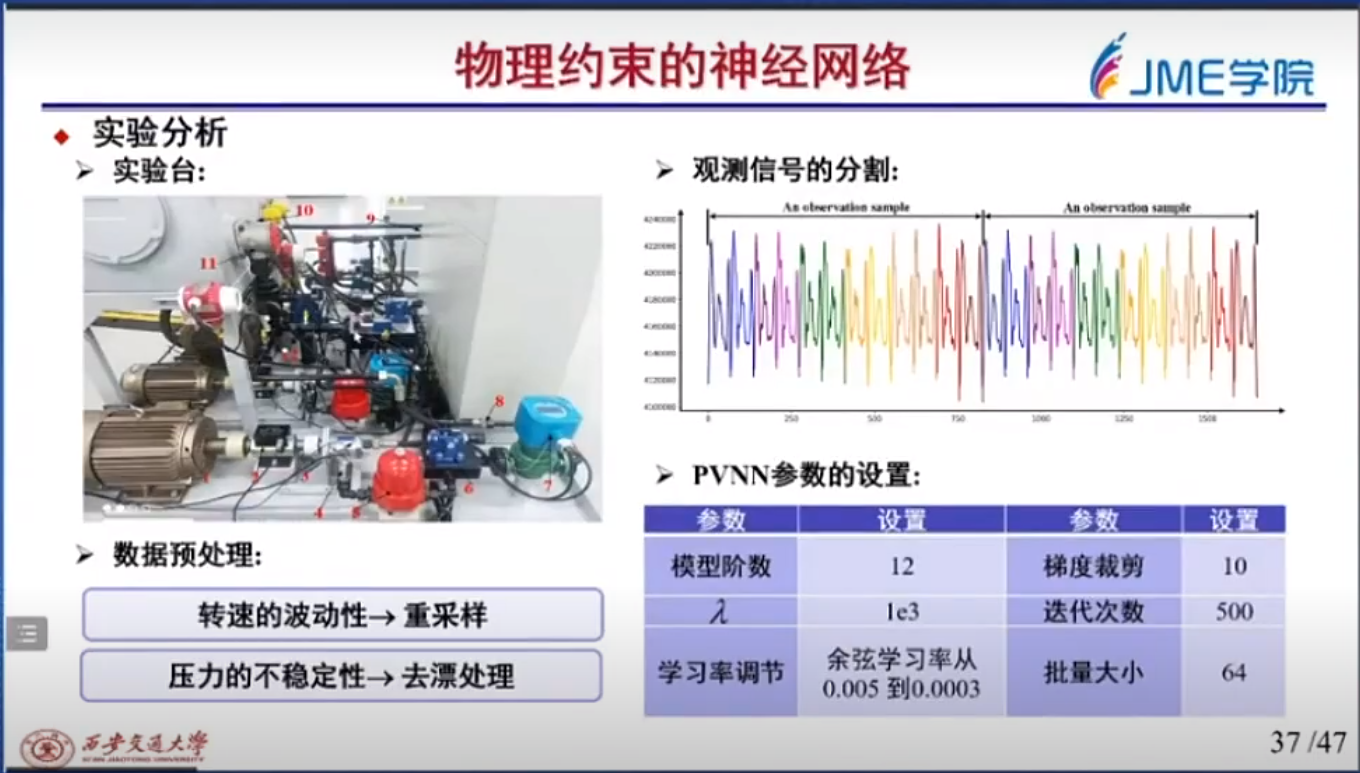 物理约束的神经网络
JME学院
实验分析
实验台:
10
9
11
8
1
2
3
4
5
6
7
数据预处理:
转速的波动性→ 重采样
压力的不稳定性→ 去漂处理
观测信号的分割:
An observation sample
An observation sample
0
250
500
750
1000
1250
1500
PVNN参数的设置:
参数 设置 参数 设置
模型阶数 12 梯度裁剪 10
λ 1e3 迭代次数 500
学习率调节 余弦学习率从 批量大小 64
0.005 到0.0003
西安交通大学
XI'AN JIAOTONG UNIVERSITY
37 /47